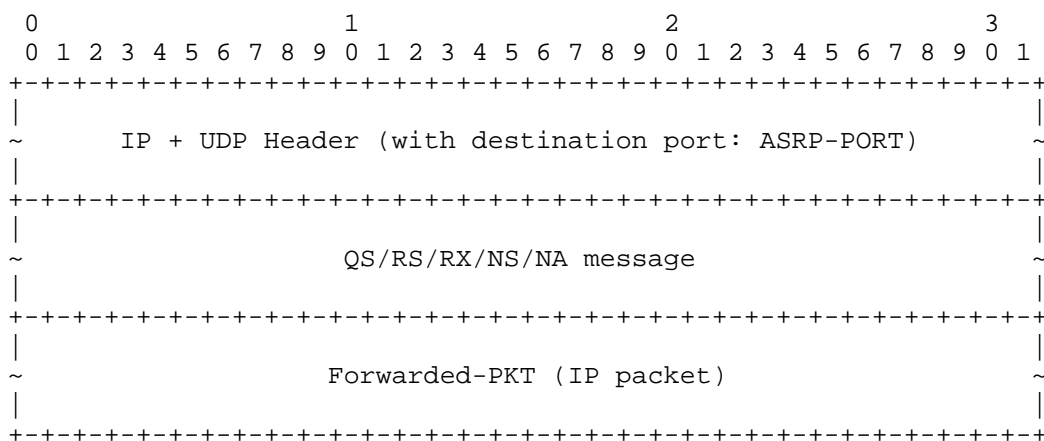 0                   1                   2                   3
 0 1 2 3 4 5 6 7 8 9 0 1 2 3 4 5 6 7 8 9 0 1 2 3 4 5 6 7 8 9 0 1
+-+-+-+-+-+-+-+-+-+-+-+-+-+-+-+-+-+-+-+-+-+-+-+-+-+-+-+-+-+-+-+-+
|                                                               |
~      IP + UDP Header (with destination port: ASRP-PORT)       ~
|                                                               |
+-+-+-+-+-+-+-+-+-+-+-+-+-+-+-+-+-+-+-+-+-+-+-+-+-+-+-+-+-+-+-+-+
|                                                               |
~                    QS/RS/RX/NS/NA message                     ~
|                                                               |
+-+-+-+-+-+-+-+-+-+-+-+-+-+-+-+-+-+-+-+-+-+-+-+-+-+-+-+-+-+-+-+-+
|                                                               |
~                   Forwarded-PKT (IP packet)                   ~
|                                                               |
+-+-+-+-+-+-+-+-+-+-+-+-+-+-+-+-+-+-+-+-+-+-+-+-+-+-+-+-+-+-+-+-+